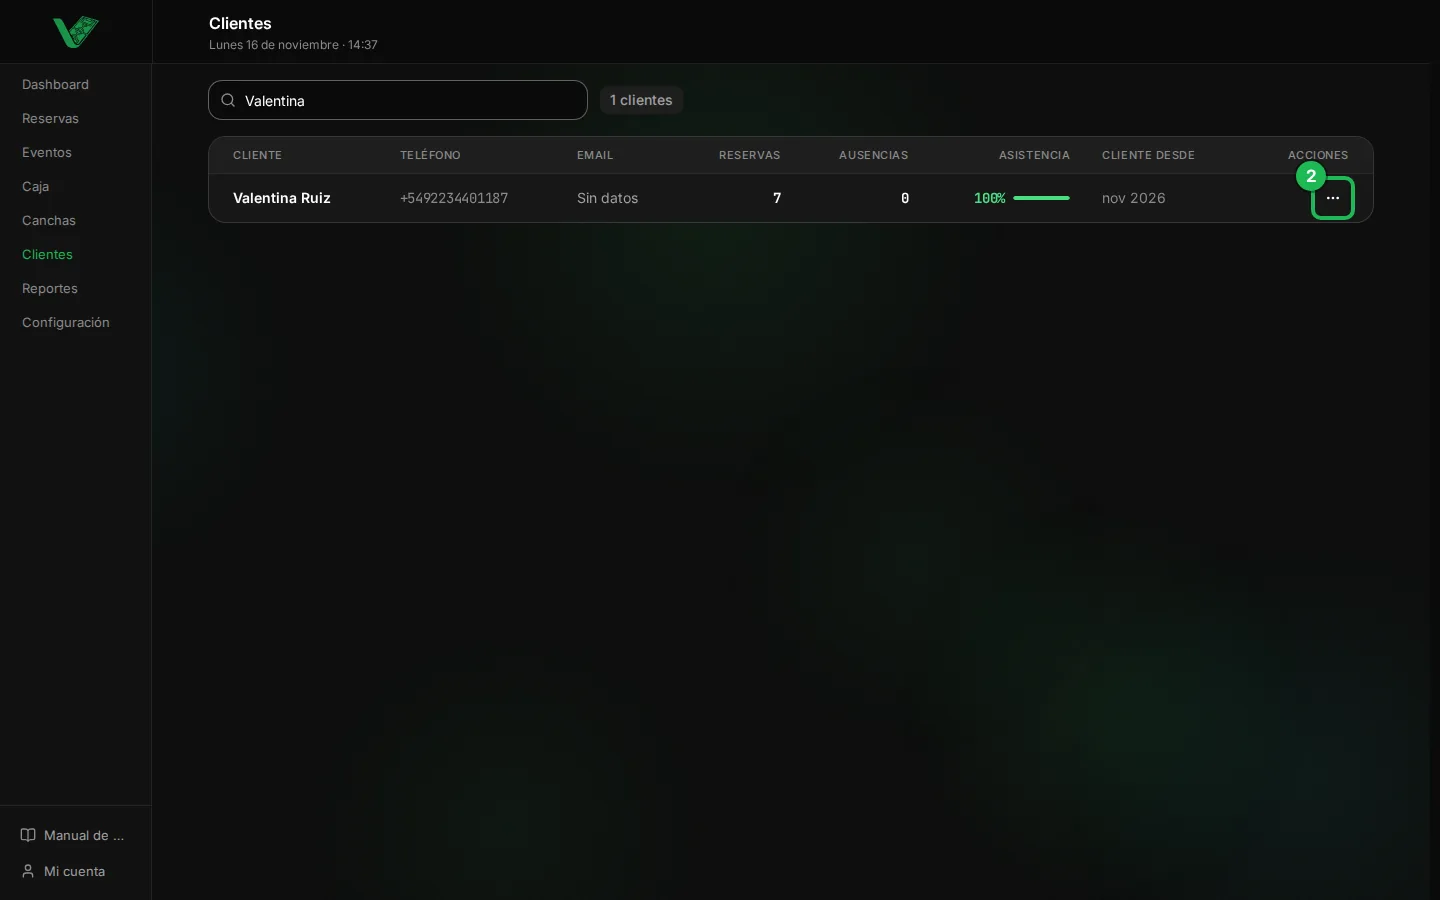 Clientes
Lunes 16 de noviembre · 14:37
Dashboard
Reservas
Eventos
Caja
Canchas
Clientes
Reportes
Configuración
Manual de ...
Mi cuenta
Valentina
1 clientes
CLIENTE TELÉFONO EMAIL RESERVAS AUSENCIAS ASISTENCIA CLIENTE DESDE ACCIONES
2
Valentina Ruiz +5492234401187 Sin datos 7 0 100% nov 2026 ...